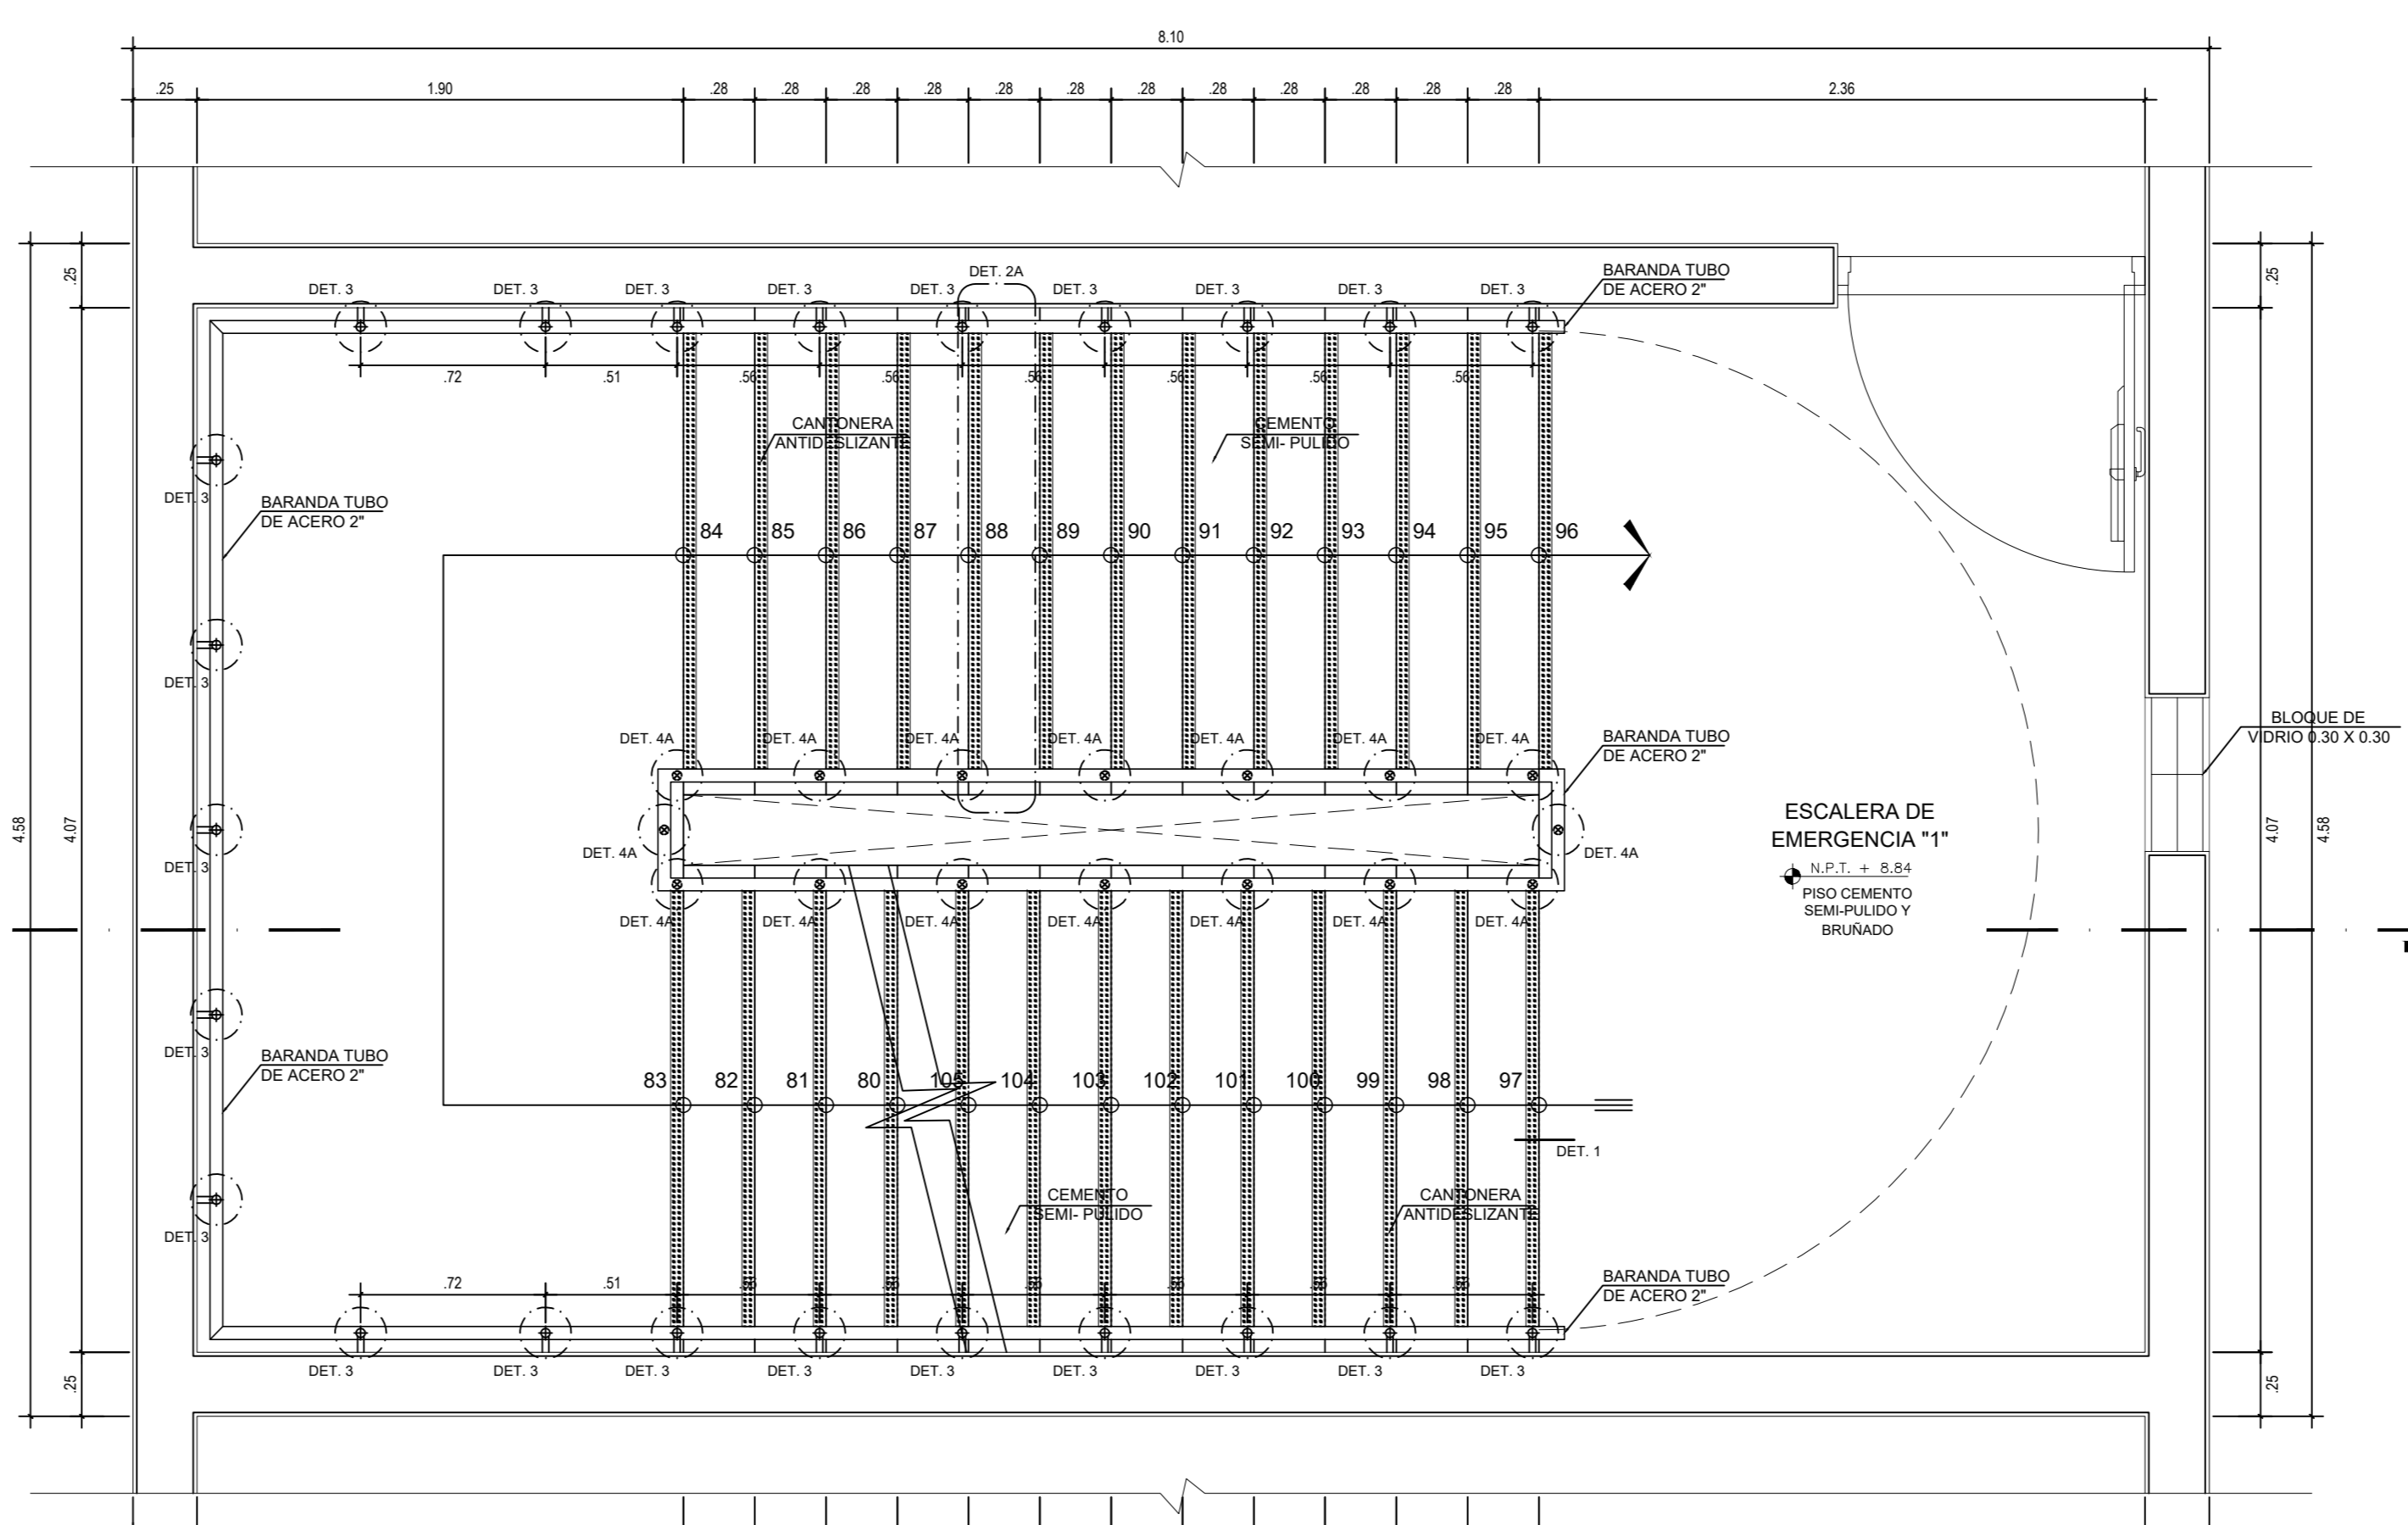 8.10
.25 1.90 .28 .28 .28 .28 .28 .28 .28 .28 .28 .28 .28 .28 2.36
.25 .25
DET. 2A
DET. 3 DET. 3 DET. 3 DET. 3 DET. 3 DET. 3 DET. 3 DET. 3 DET. 3
BARANDA TUBO
DE ACERO 2"
.72 .51 .56 .56 .56 .56 .56 .56
CANTONERA
ANTIDESLIZANTE
CEMENTO
SEMI- PULIDO
DET. 3
BARANDA TUBO
DE ACERO 2"
84 85 86 87 88 89 90 91 92 93 94 95 96
DET. 3
DET. 4A DET. 4A DET. 4A DET. 4A DET. 4A DET. 4A DET. 4A
BARANDA TUBO
DE ACERO 2"
BLOQUE DE
VIDRIO 0.30 X 0.30
4.58 4.07
DET. 4A DET. 4A
4.07 4.58
DET. 3
ESCALERA DE
EMERGENCIA "1"
N.P.T. + 8.84
PISO CEMENTO
SEMI-PULIDO Y
BRUÑADO
DET. 4A DET. 4A DET. 4A DET. 4A DET. 4A DET. 4A DET. 4A
DET. 3
BARANDA TUBO
DE ACERO 2"
83 82 81 80 105 104 103 102 101 100 99 98 97
DET. 1
CEMENTO
SEMI- PULIDO
CANTONERA
ANTIDESLIZANTE
DET. 3
.72 .51 .56 .56 .56 .56 .56 .56
BARANDA TUBO
DE ACERO 2"
DET. 3 DET. 3 DET. 3 DET. 3 DET. 3 DET. 3 DET. 3 DET. 3 DET. 3
.25 .25